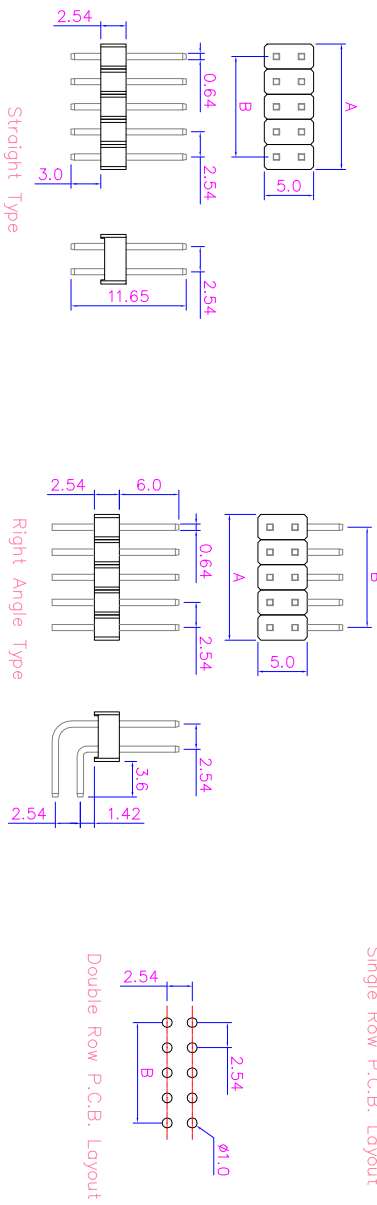 2.54
0.64
2.54
3.0
A
B
5.0
11.65
2.54
Straight Type
2.54
6.0
0.64
2.54
A
B
5.0
2.54
3.6
2.54
1.42
Right Angle Type
Single Row P.C.B. Layout
2.54
2.54
B
ø1.0
Double Row P.C.B. Layout